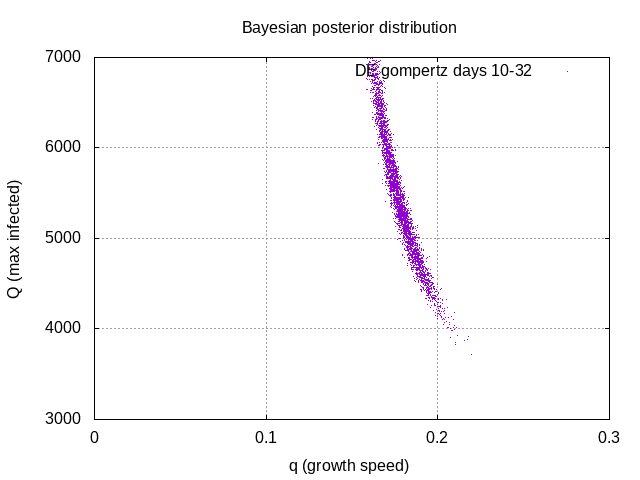 Bayesian posterior distribution
7000
6000
5000
4000
3000
Q (max infected)
gompertz days 10-32
0
0.1
0.2
0.3
q (growth speed)